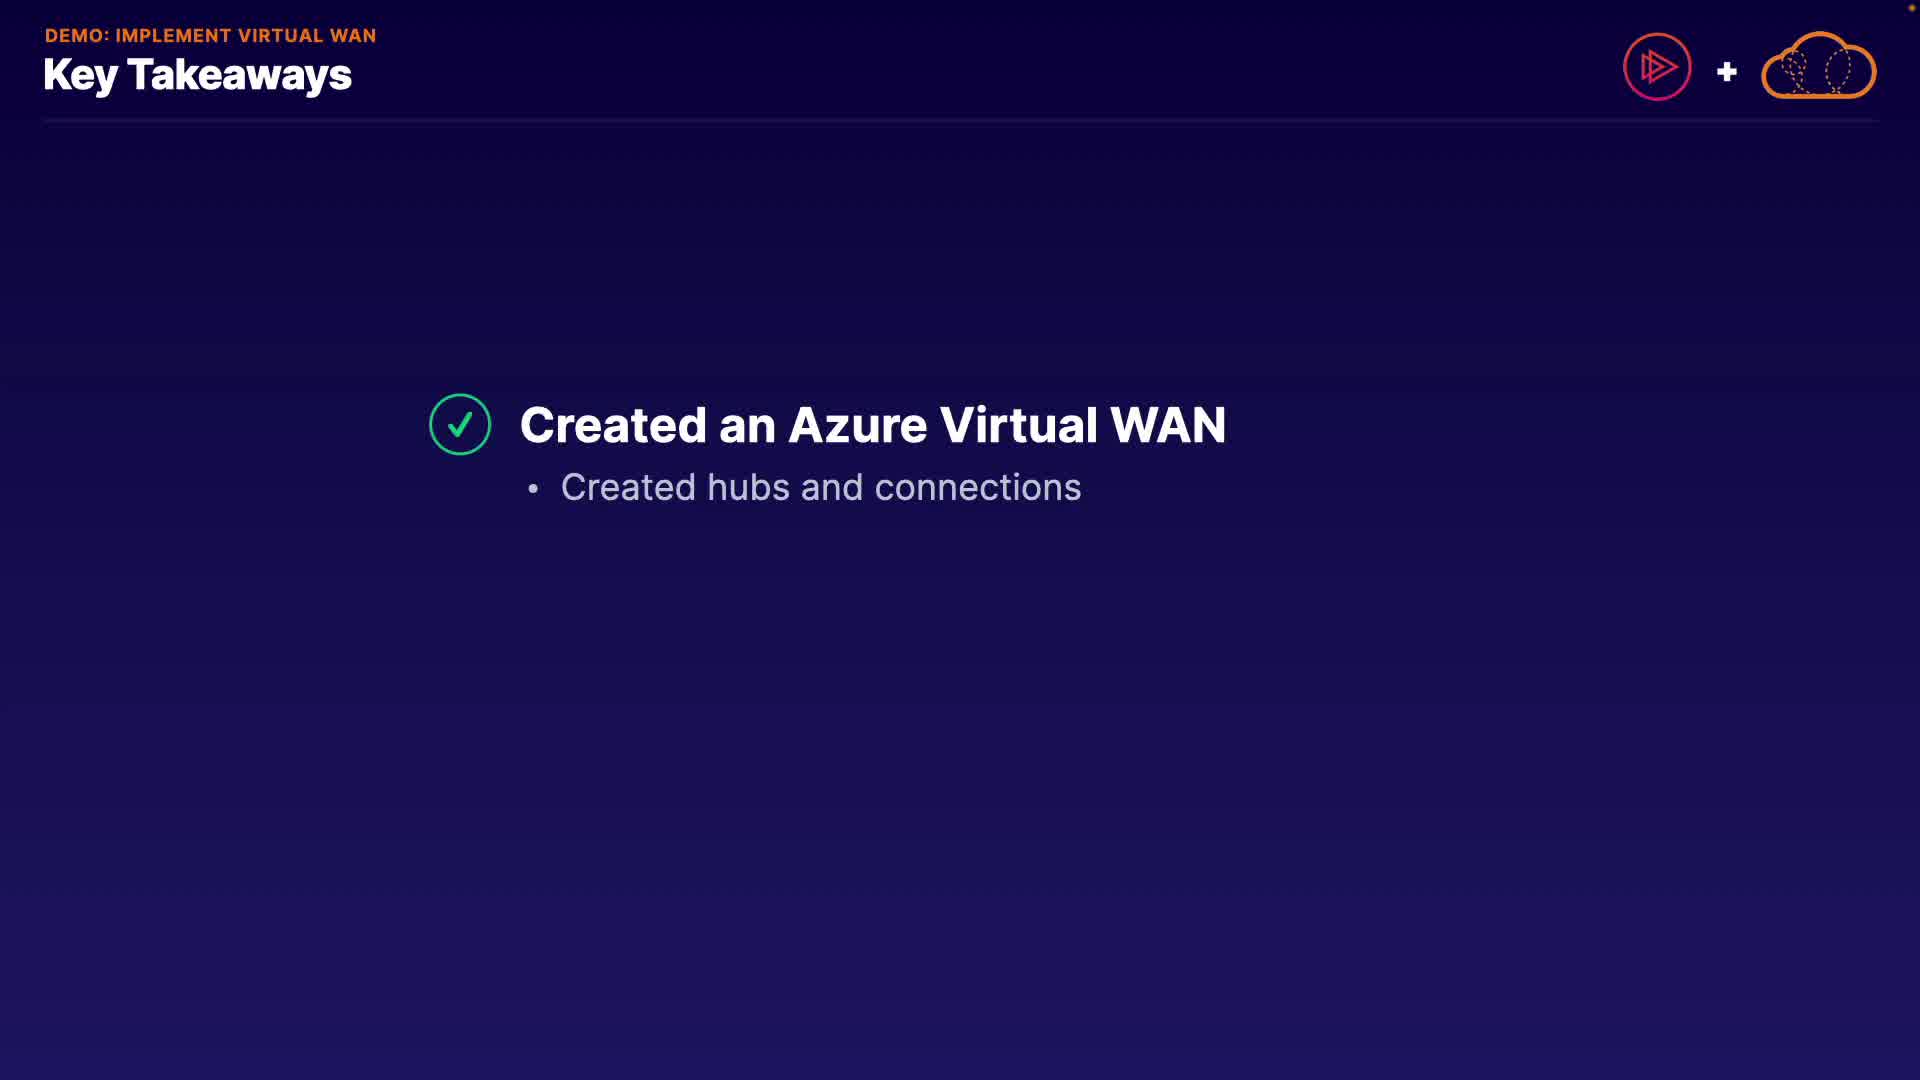 DEMO: IMPLEMENT VIRTUAL WAN
Key Takeaways
+
Created an Azure Virtual WAN
• Created hubs and connections